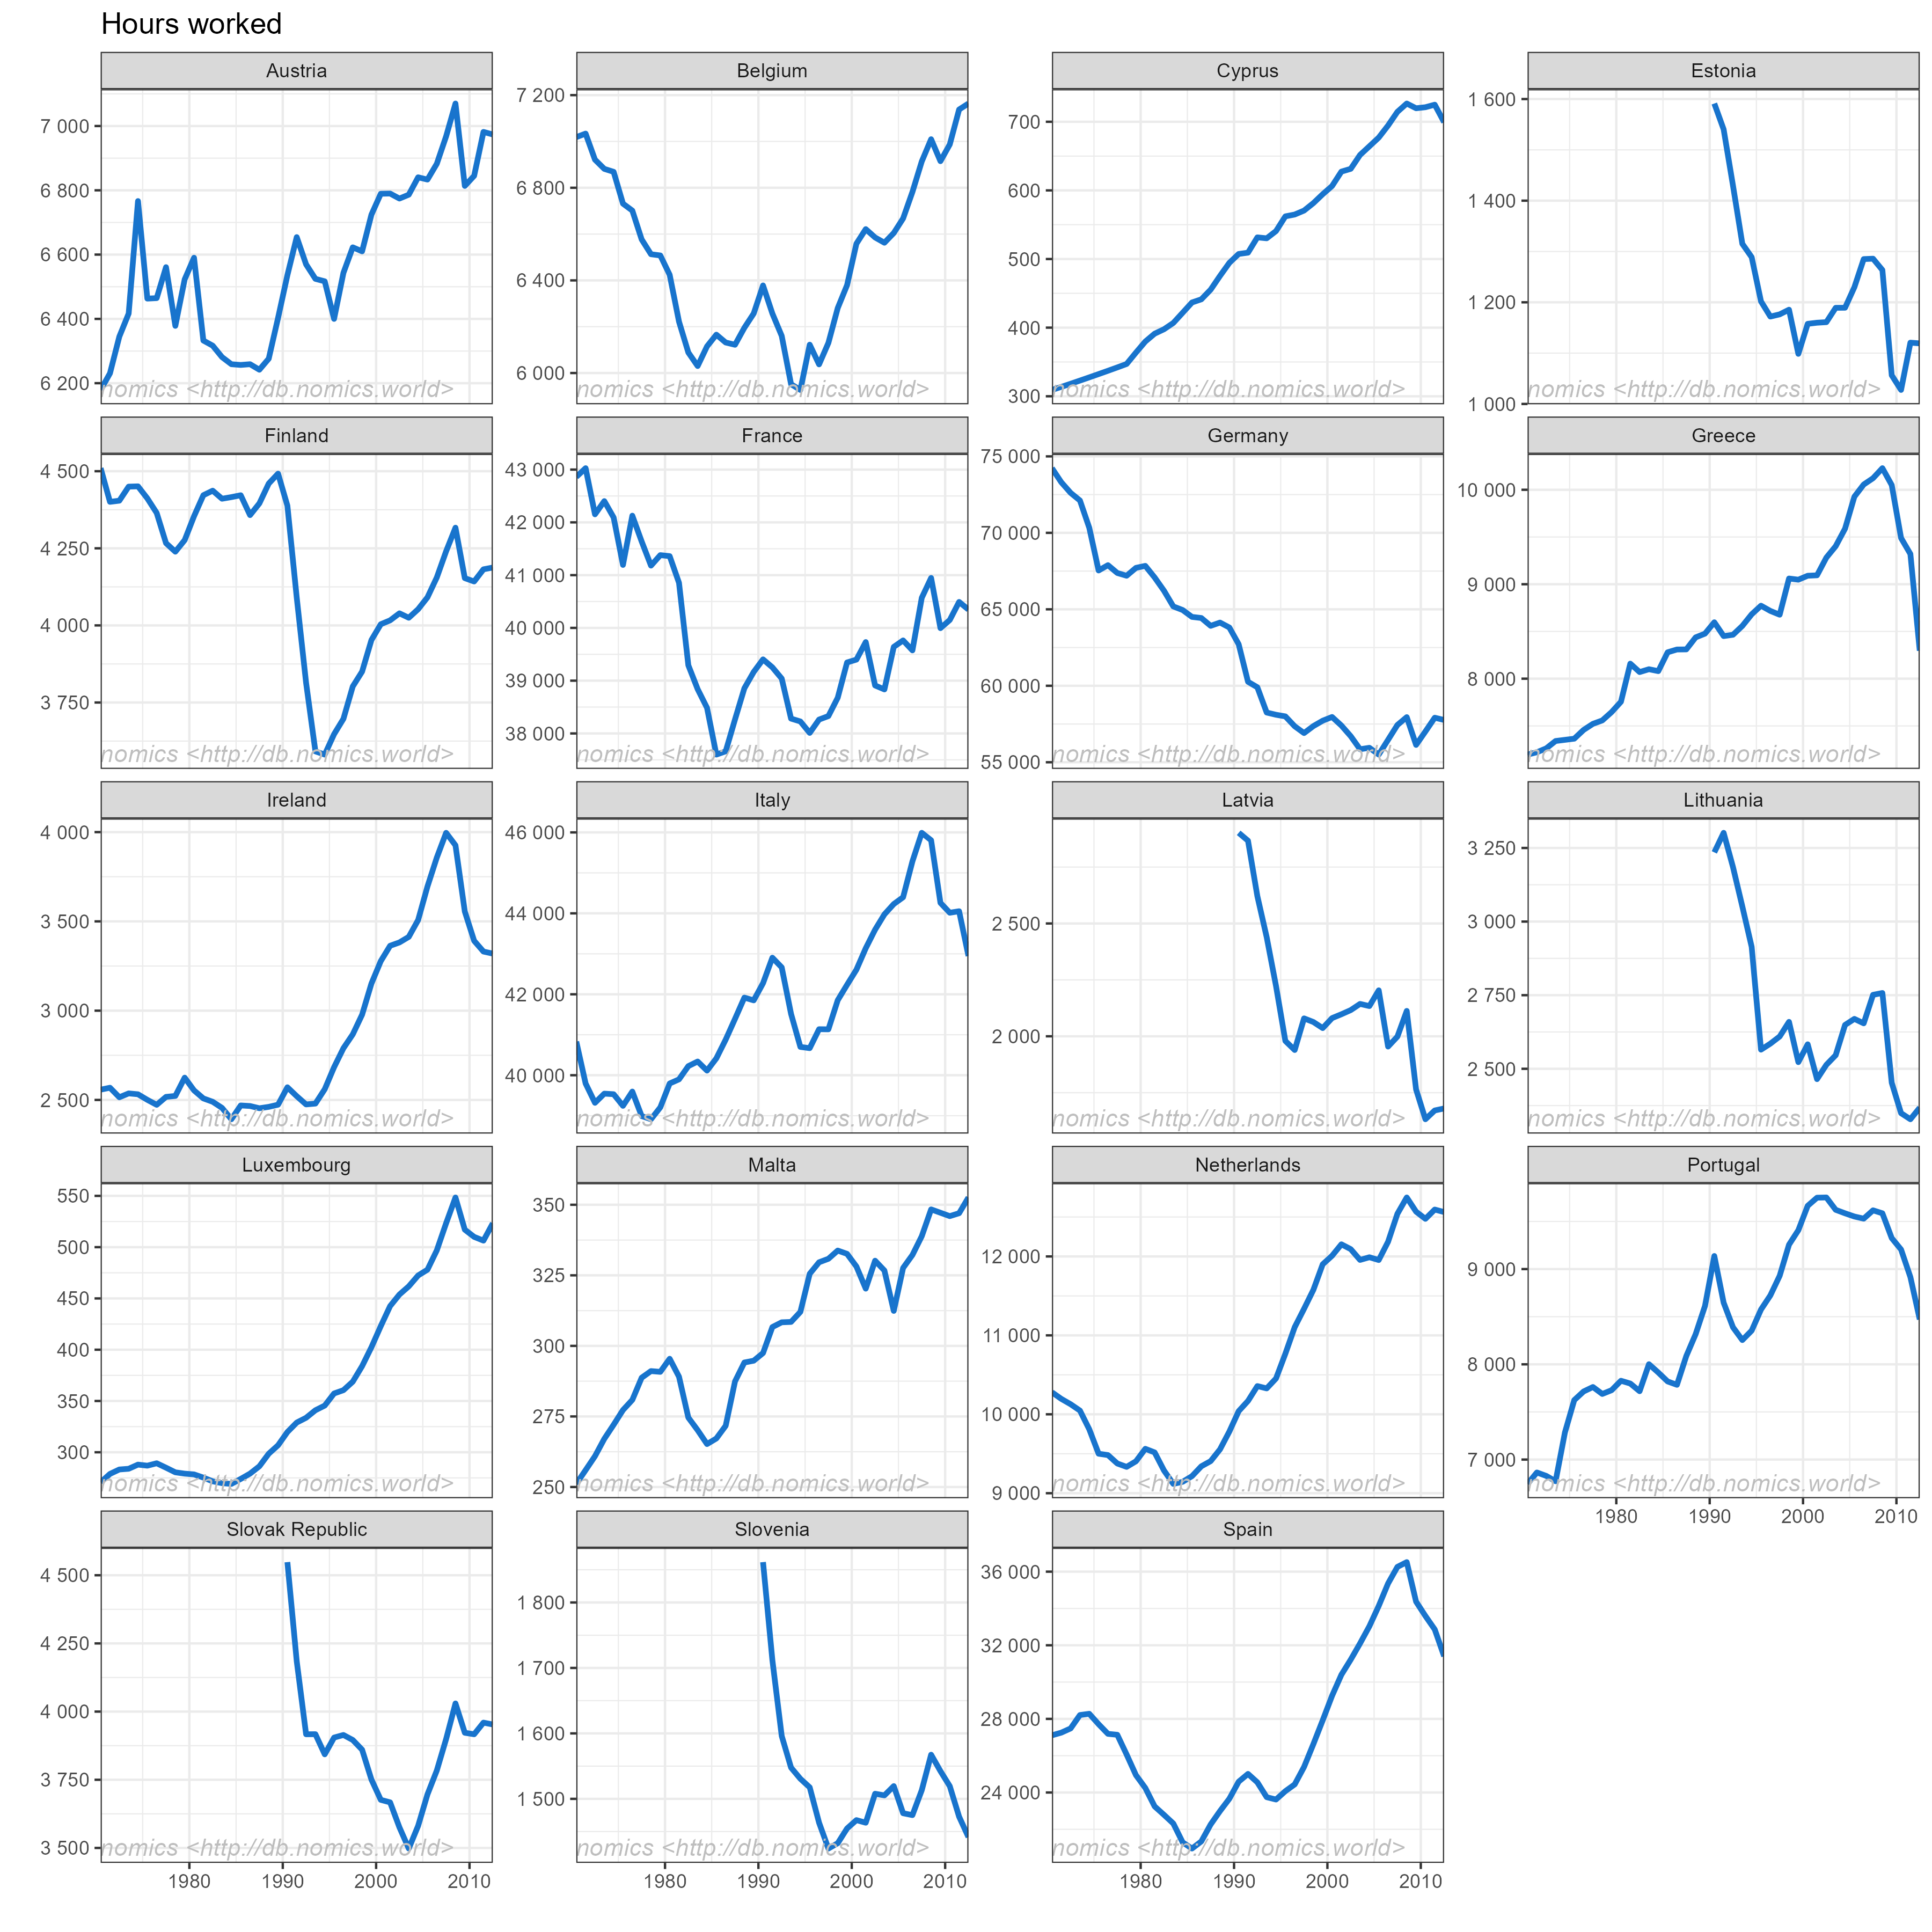 Hours worked
Austria
Belgium
Cyprus
Estonia
7 000
6 800
6 600
6 400
6 200
7 200
6 800
6 400
6 000
700
600
500
400
300
1 600
1 400
1 200
1 000
nomics <http://db.nomics.world>
nomics <http://db.nomics.world>
nomics <http://db.nomics.world>
nomics <http://db.nomics.world>
Finland
France
Germany
Greece
4 500
4 250
4 000
3 750
43 000
42 000
41 000
40 000
39 000
38 000
75 000
70 000
65 000
60 000
55 000
10 000
9 000
8 000
nomics <http://db.nomics.world>
nomics <http://db.nomics.world>
nomics <http://db.nomics.world>
nomics <http://db.nomics.world>
Ireland
Italy
Latvia
Lithuania
4 000
3 500
3 000
2 500
46 000
44 000
42 000
40 000
2 500
2 000
3 250
3 000
2 750
2 500
nomics <http://db.nomics.world>
nomics <http://db.nomics.world>
nomics <http://db.nomics.world>
nomics <http://db.nomics.world>
Luxembourg
Malta
Netherlands
Portugal
550
500
450
400
350
300
350
325
300
275
250
12 000
11 000
10 000
9 000
9 000
8 000
7 000
nomics <http://db.nomics.world>
nomics <http://db.nomics.world>
nomics <http://db.nomics.world>
nomics <http://db.nomics.world>
1980 1990 2000 2010
Slovak Republic
Slovenia
Spain
4 500
4 250
4 000
3 750
3 500
1 800
1 700
1 600
1 500
36 000
32 000
28 000
24 000
nomics <http://db.nomics.world>
nomics <http://db.nomics.world>
nomics <http://db.nomics.world>
1980 1990 2000 2010
1980 1990 2000 2010
1980 1990 2000 2010